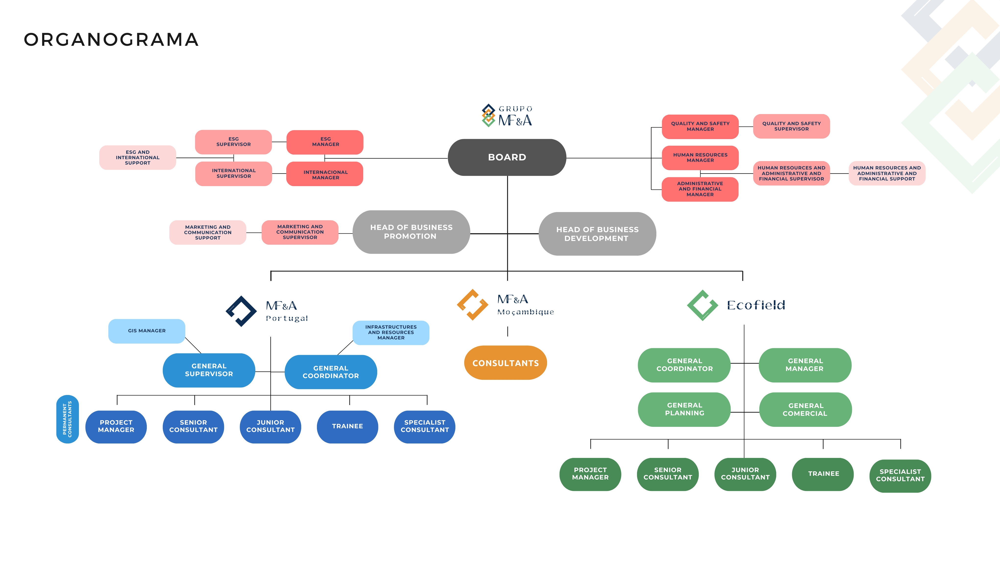 ORGANOGRAMA
GRUPO
MF&A
BOARD
ESG
SUPERVISOR
ESG
MANAGER
ESG AND
INTERNATIONAL
SUPPORT
INTERNATIONAL
SUPERVISOR
INTERNACIONAL
MANAGER
QUALITY AND SAFETY
MANAGER
QUALITY AND SAFETY
SUPERVISOR
HUMAN RESOURCES
MANAGER
HUMAN RESOURCES AND
ADMINISTRATIVE AND
FINANCIAL SUPERVISOR
HUMAN RESOURCES AND
ADMINISTRATIVE AND
FINANCIAL SUPPORT
ADMINISTRATIVE
AND FINANCIAL
MANAGER
MARKETING AND
COMMUNICATION
SUPPORT
MARKETING AND
COMMUNICATION
SUPERVISOR
HEAD OF BUSINESS
PROMOTION
HEAD OF BUSINESS
DEVELOPMENT
MF&A
Portugal
GIS MANAGER
INFRASTRUCTURES
AND RESOURCES
MANAGER
GENERAL
SUPERVISOR
GENERAL
COORDINATOR
PERMANENT
CONSULTANTS
PROJECT
MANAGER
SENIOR
CONSULTANT
JUNIOR
CONSULTANT
TRAINEE
SPECIALIST
CONSULTANT
MF&A
Moçambique
CONSULTANTS
Ecofield
GENERAL
COORDINATOR
GENERAL
MANAGER
GENERAL
PLANNING
GENERAL
COMERCIAL
PROJECT
MANAGER
SENIOR
CONSULTANT
JUNIOR
CONSULTANT
TRAINEE
SPECIALIST
CONSULTANT